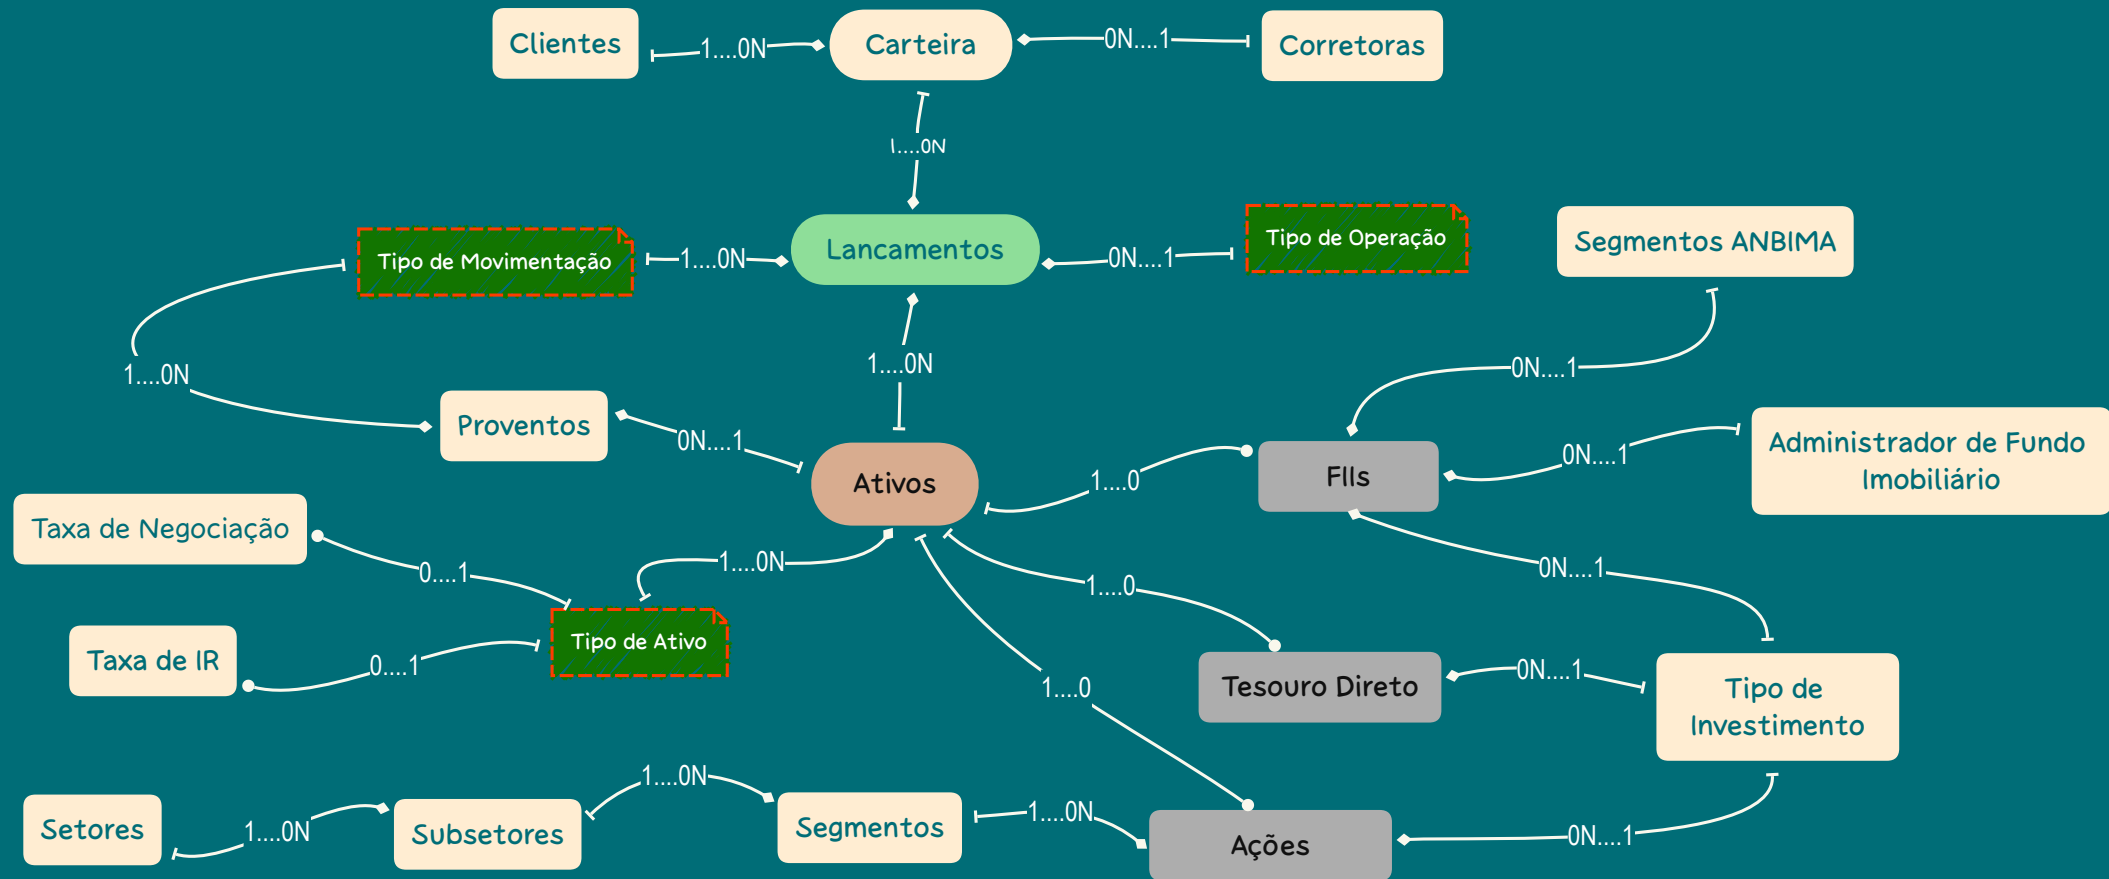 Clientes
1....0N
Carteira
0N....1
Corretoras
1....0N
Tipo de Movimentação
1....0N
Lancamentos
0N....1
Tipo de Operação
Segmentos ANBIMA
1....0N
1....0N
0N....1
Proventos
0N....1
Ativos
1....0
FIIs
0N....1
Administrador de Fundo
Imobiliário
Taxa de Negociação
0....1
1....0N
1....0
0N....1
Taxa de IR
0....1
Tipo de Ativo
1....0
Tesouro Direto
0N....1
Tipo de
Investimento
Setores
1....0N
Subsetores
1....0N
Segmentos
1....0N
Ações
0N....1